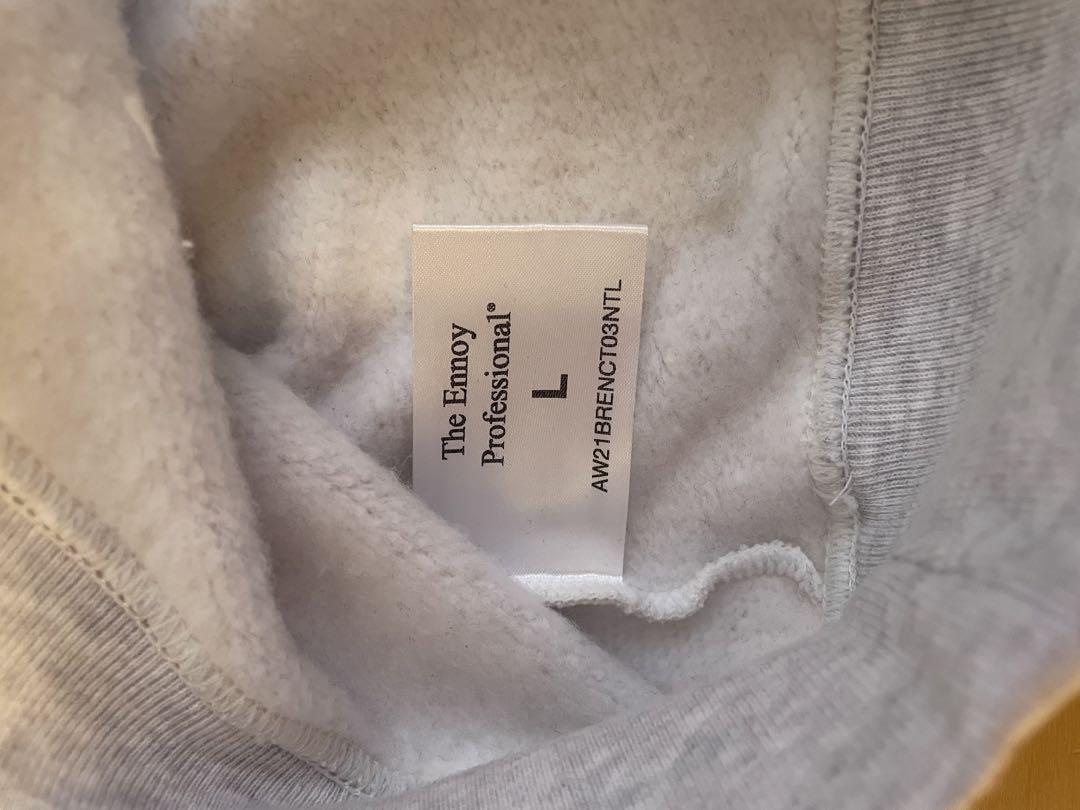 The Ennoy
Professional®
L
AW21BRENCT03NTL